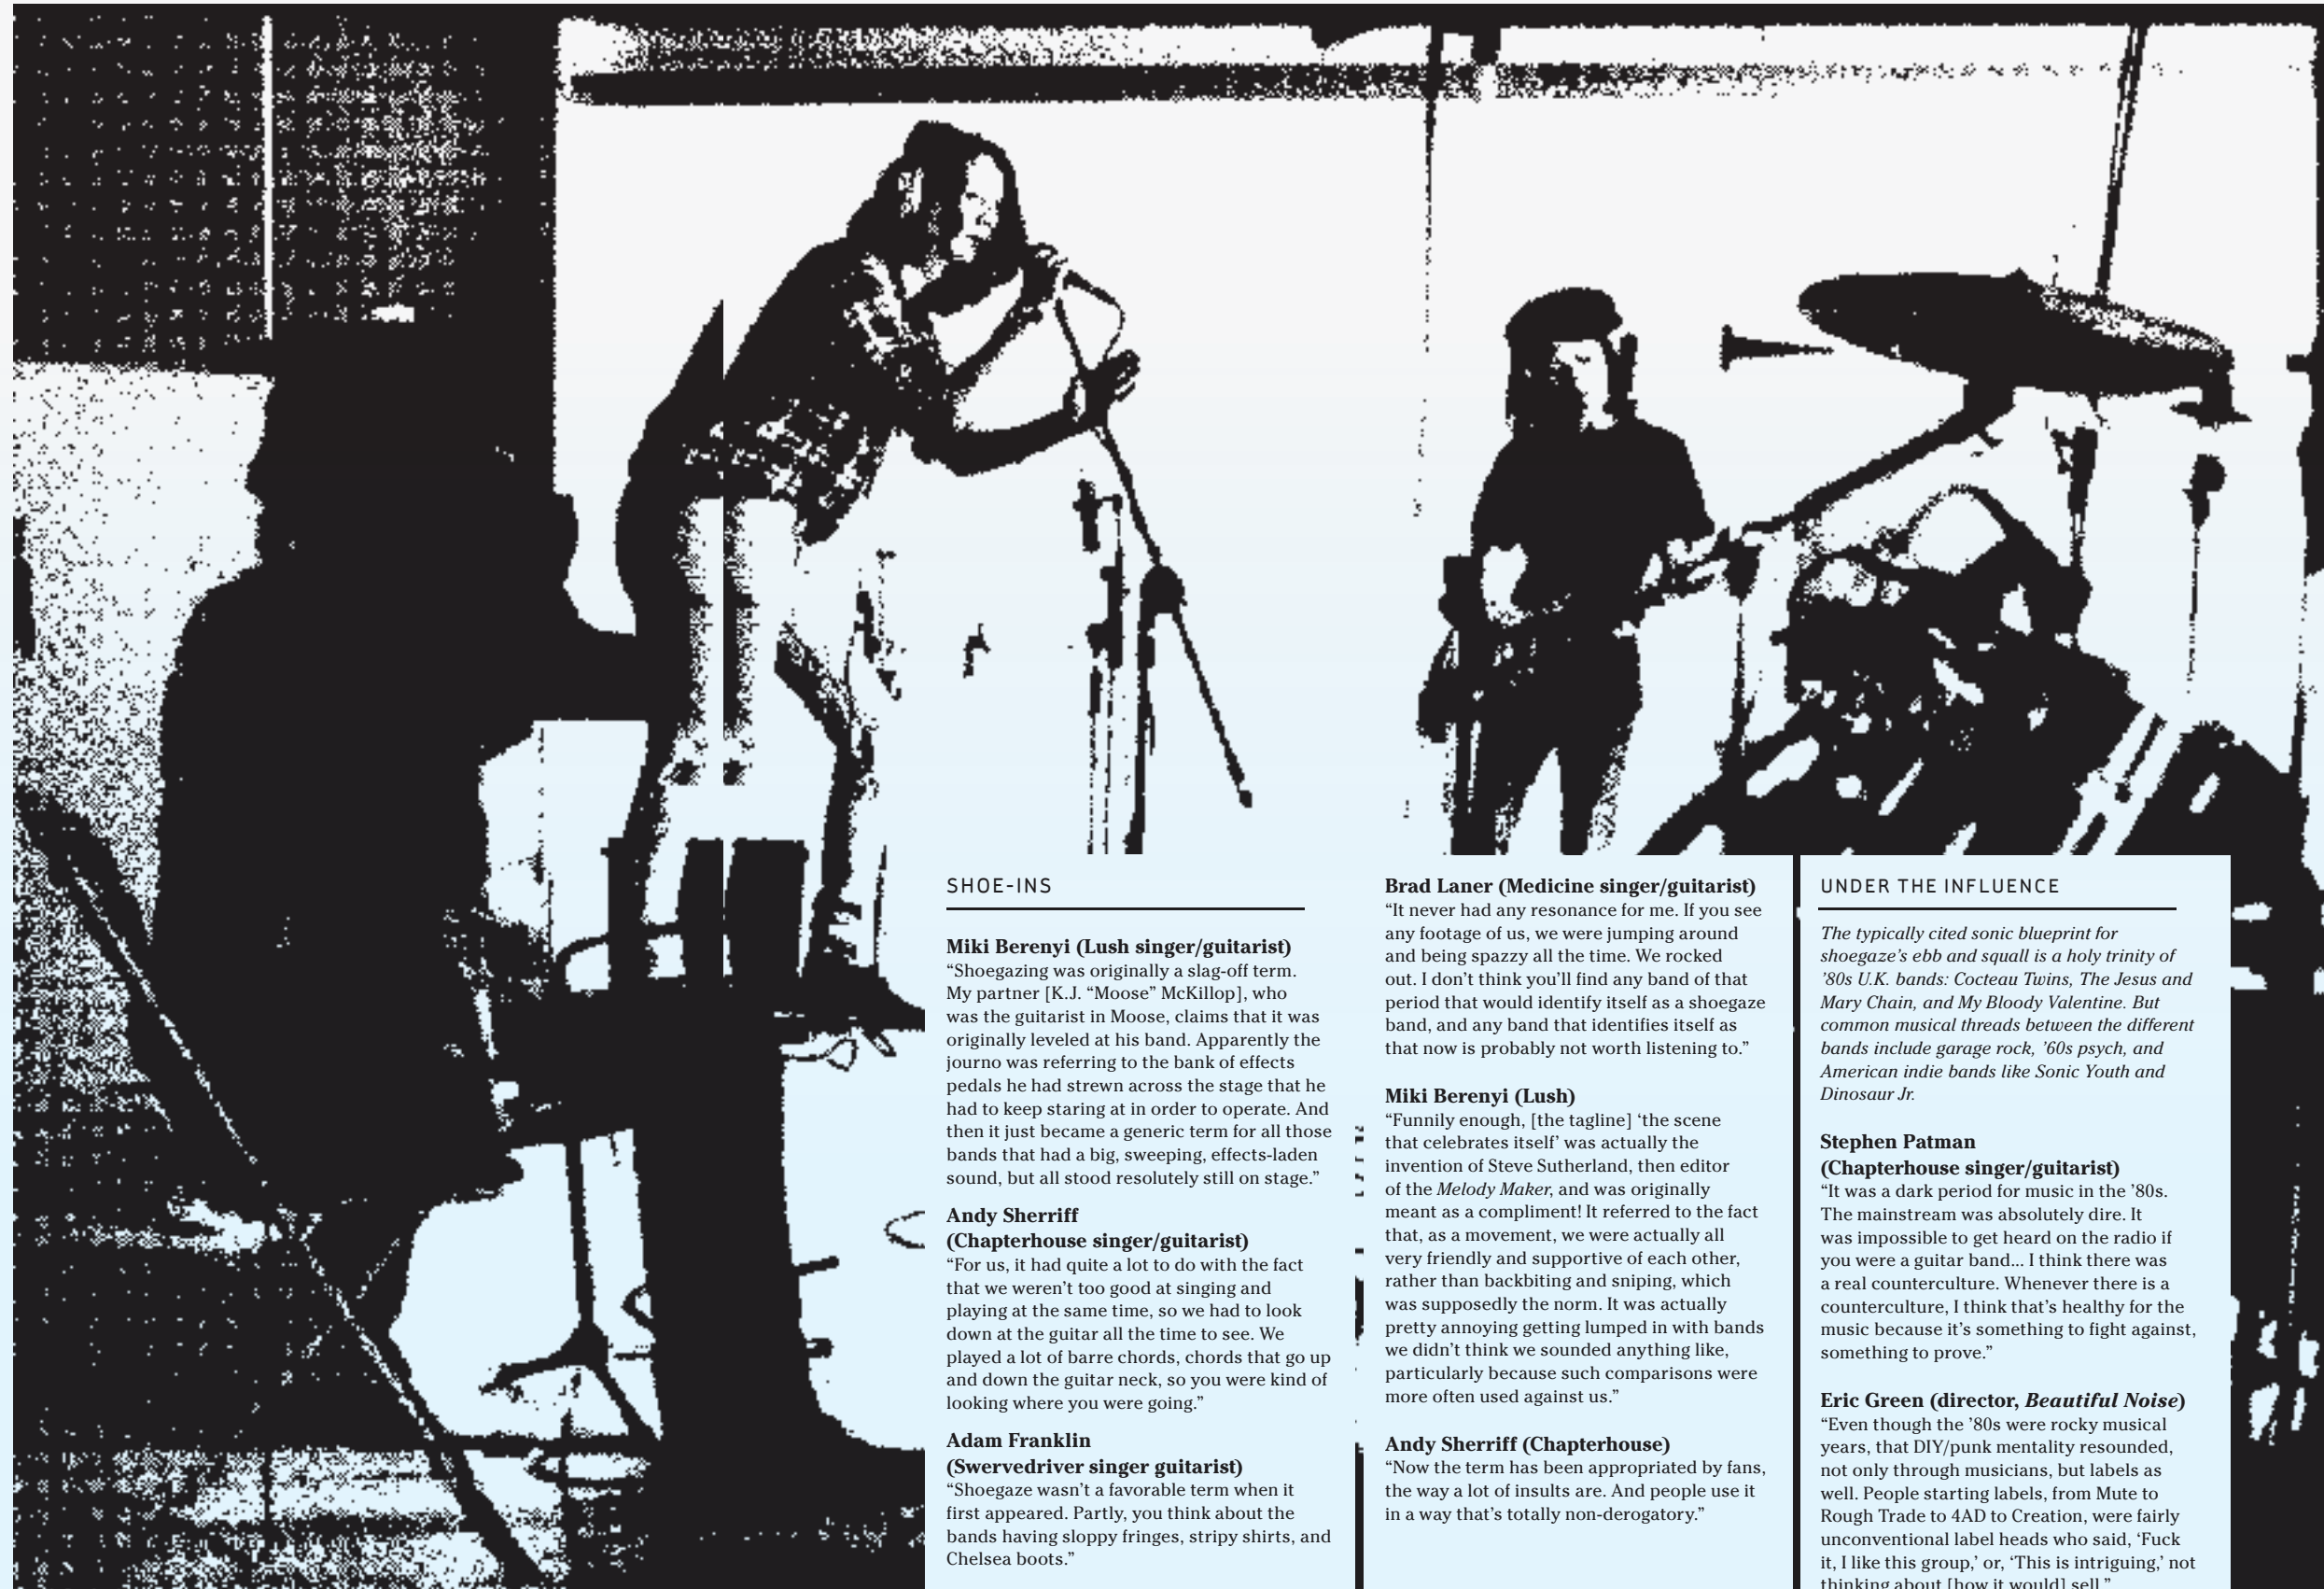 SHOE-INS
Miki Berenyi (Lush singer/guitarist)
“Shoegazing was originally a slag-off term.
My partner [K.J. “Moose” McKillop], who
was the guitarist in Moose, claims that it was
originally leveled at his band. Apparently the
journo was referring to the bank of effects
pedals he had strewn across the stage that he
had to keep staring at in order to operate. And
then it just became a generic term for all those
bands that had a big, sweeping, effects-laden
sound, but all stood resolutely still on stage.”
Andy Sherriff
(Chapterhouse singer/guitarist)
“For us, it had quite a lot to do with the fact
that we weren’t too good at singing and
playing at the same time, so we had to look
down at the guitar all the time to see. We
played a lot of barre chords, chords that go up
and down the guitar neck, so you were kind of
looking where you were going.”
Adam Franklin
(Swervedriver singer guitarist)
“Shoegaze wasn’t a favorable term when it
first appeared. Partly, you think about the
bands having sloppy fringes, stripy shirts, and
Chelsea boots.”
Brad Laner (Medicine singer/guitarist)
“It never had any resonance for me. If you see
any footage of us, we were jumping around
and being spazzy all the time. We rocked
out. I don’t think you’ll find any band of that
period that would identify itself as a shoegaze
band, and any band that identifies itself as
that now is probably not worth listening to.”
Miki Berenyi (Lush)
“Funnily enough, [the tagline] ‘the scene
that celebrates itself’ was actually the
invention of Steve Sutherland, then editor
of the Melody Maker, and was originally
meant as a compliment! It referred to the fact
that, as a movement, we were actually all
very friendly and supportive of each other,
rather than backbiting and sniping, which
was supposedly the norm. It was actually
pretty annoying getting lumped in with bands
we didn’t think we sounded anything like,
particularly because such comparisons were
more often used against us.”
Andy Sherriff (Chapterhouse)
“Now the term has been appropriated by fans,
the way a lot of insults are. And people use it
in a way that’s totally non-derogatory.”
UNDER THE INFLUENCE
The typically cited sonic blueprint for
shoegaze’s ebb and squall is a holy trinity of
’80s U.K. bands: Cocteau Twins, The Jesus and
Mary Chain, and My Bloody Valentine. But
common musical threads between the different
bands include garage rock, ’60s psych, and
American indie bands like Sonic Youth and
Dinosaur Jr.
Stephen Patman
(Chapterhouse singer/guitarist)
“It was a dark period for music in the ’80s.
The mainstream was absolutely dire. It
was impossible to get heard on the radio if
you were a guitar band... I think there was
a real counterculture. Whenever there is a
counterculture, I think that’s healthy for the
music because it’s something to fight against,
something to prove.”
Eric Green (director, Beautiful Noise)
“Even though the ’80s were rocky musical
years, that DIY/punk mentality resounded,
not only through musicians, but labels as
well. People starting labels, from Mute to
Rough Trade to 4AD to Creation, were fairly
unconventional label heads who said, ‘Fuck
it, I like this group,’ or, ‘This is intriguing,’ not
thinking about [how it would] sell.”